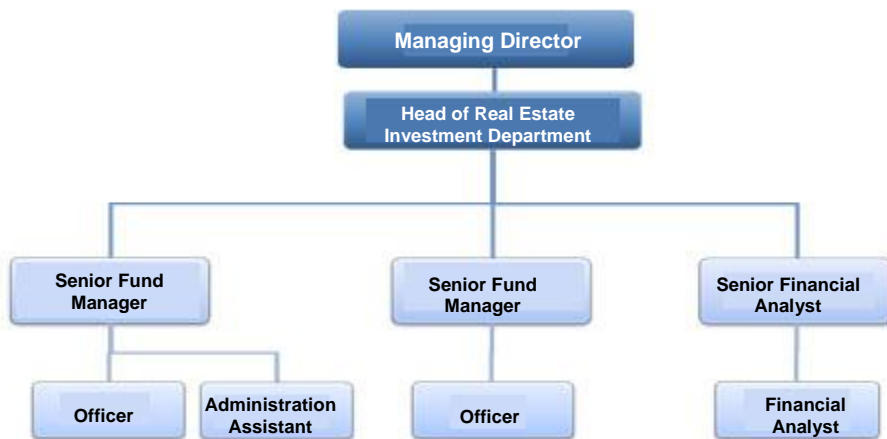 Managing Director
Head of Real Estate
Investment Department
Senior Fund
Manager
Senior Fund
Manager
Senior Financial
Analyst
Officer
Administration
Assistant
Officer
Financial
Analyst